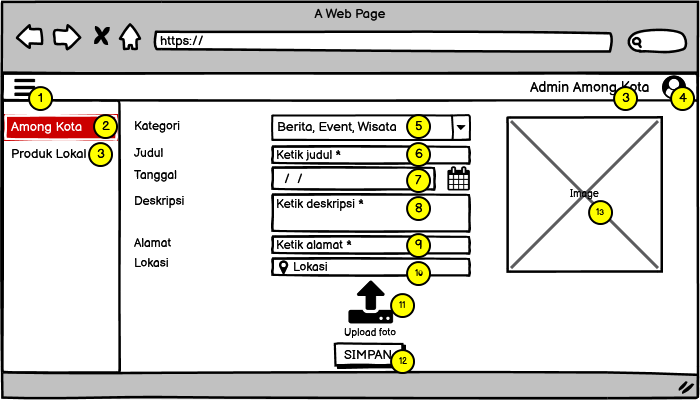 A Web Page
https://
Admin Among Kota
1
3
4
Among Kota
2
Produk Lokal
3
Kategori
Berita, Event, Wisata
5
Judul
Ketik judul *
6
Tanggal
/ /
7
Deskripsi
Ketik deskripsi *
8
Alamat
Ketik alamat *
9
Lokasi
Lokasi
10
Image
13
11
Upload foto
SIMPAN
12